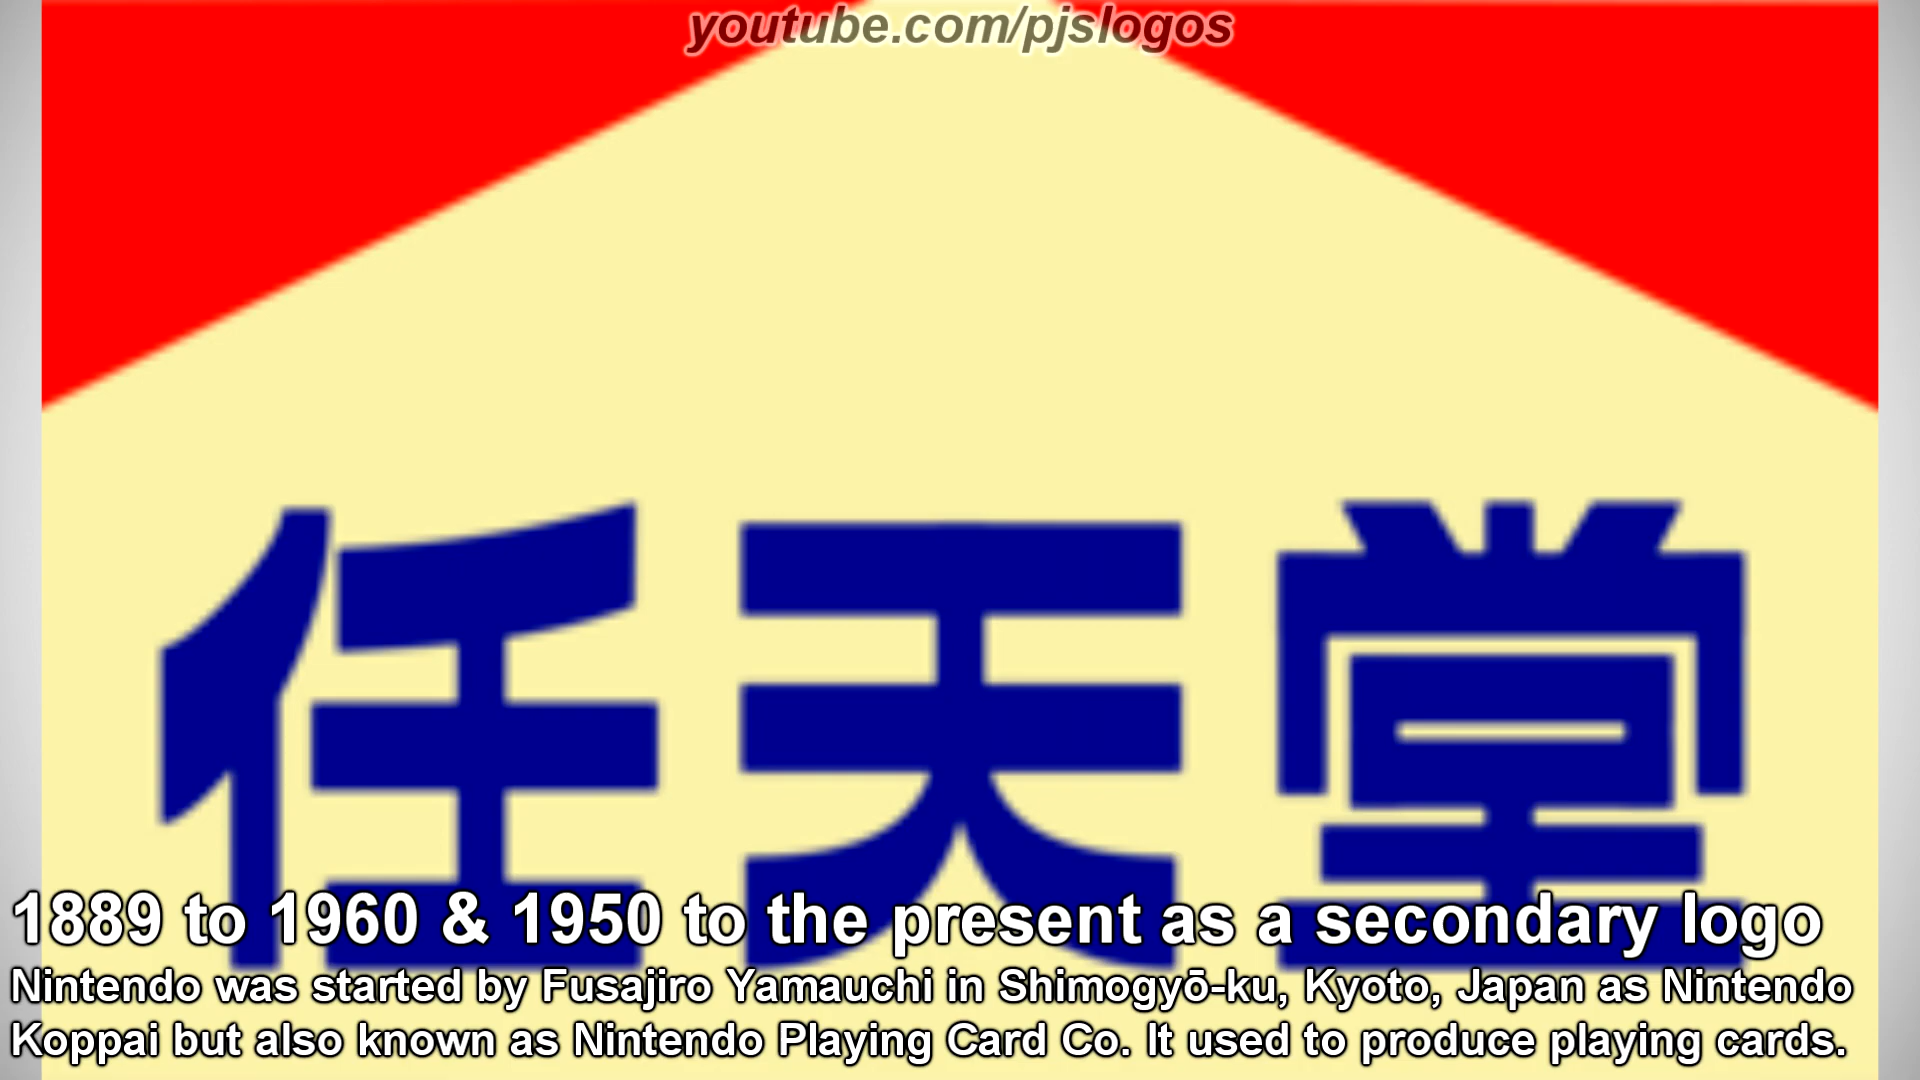 youtube.com/pjslogos
任天堂
1889 to 1960 & 1950 to the present as a secondary logo
Nintendo was started by Fusajiro Yamauchi in Shimogyō-ku, Kyoto, Japan as Nintendo
Koppai but also known as Nintendo Playing Card Co. It used to produce playing cards.